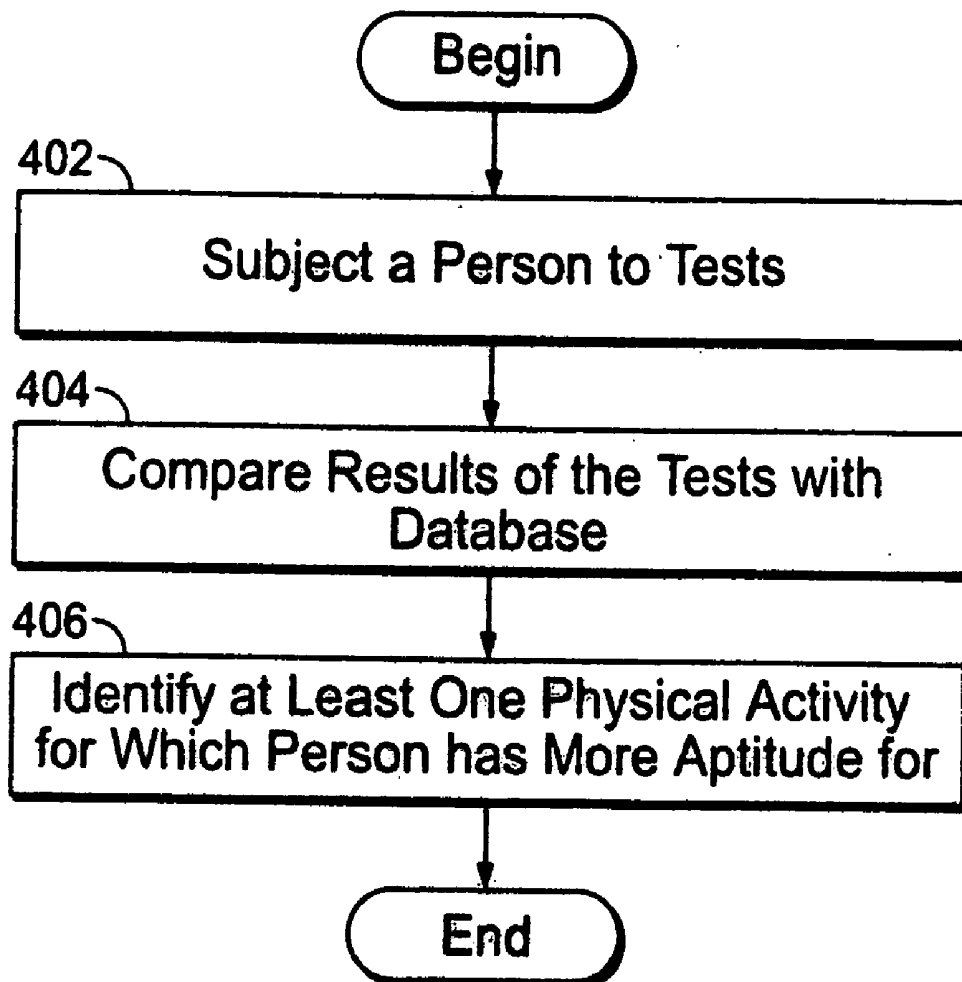 Begin
402
Subject a Person to Tests
404
Compare Results of the Tests with
Database
406
Identify at Least One Physical Activity
for Which Person has More Aptitude for
End